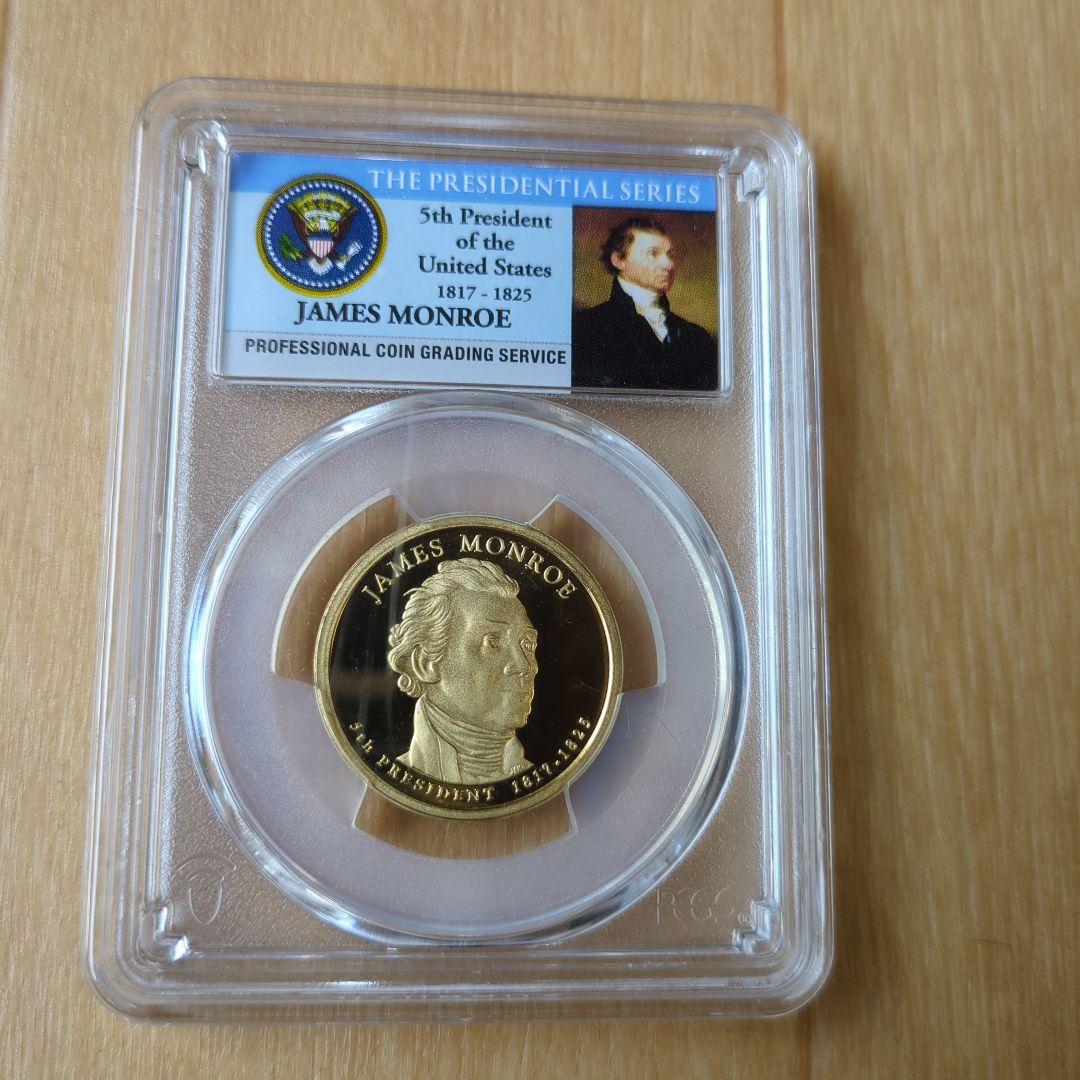 THE PRESIDENTIAL SERIES
5th President
of the
United States
1817 - 1825
JAMES MONROE
PROFESSIONAL COIN GRADING SERVICE
JAMES MONROE
5th PRESIDENT 1817-1825
PCGS